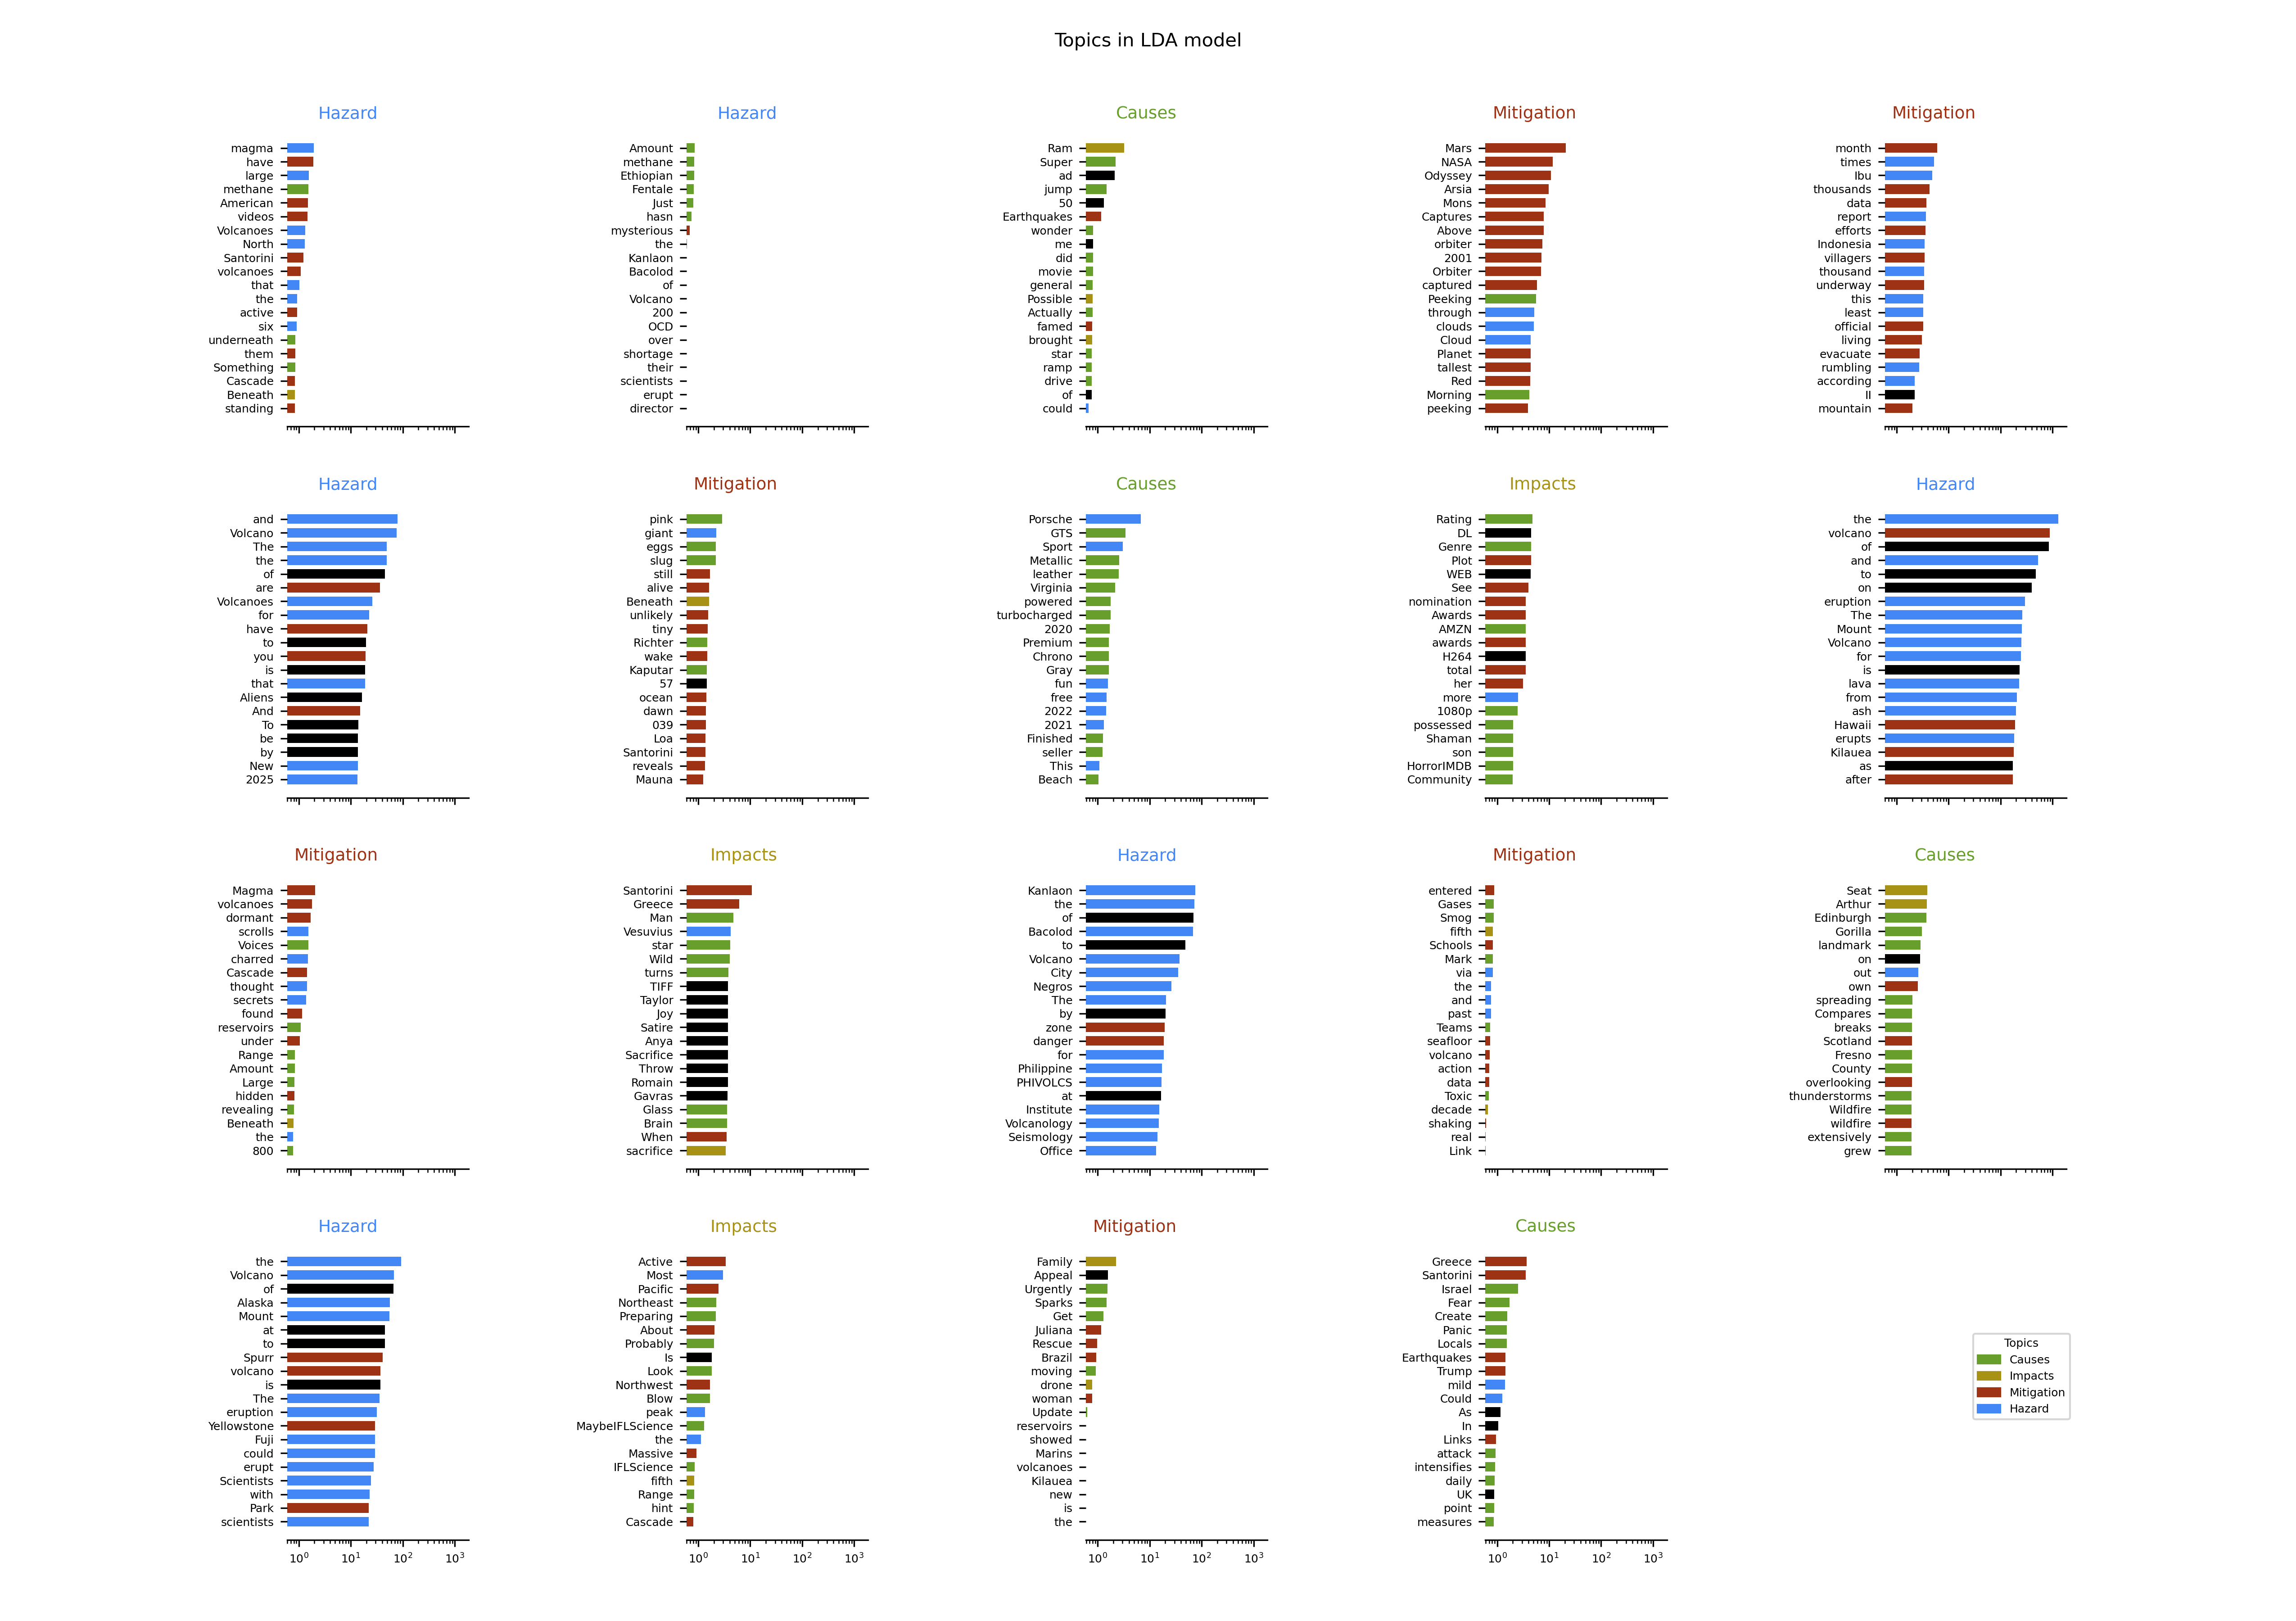 Topics in LDA model
Hazard
magma
have
large
methane
American
videos
Volcanoes
North
Santorini
volcanoes
that
the
active
six
underneath
them
Something
Cascade
Beneath
standing
Hazard
Amount
methane
Ethiopian
Fentale
Just
hasn
mysterious
the
Kanlaon
Bacolod
of
Volcano
200
OCD
over
shortage
their
scientists
erupt
director
Causes
Ram
Super
ad
jump
50
Earthquakes
wonder
me
did
movie
general
Possible
Actually
famed
brought
star
ramp
drive
of
could
Mitigation
Mars
NASA
Odyssey
Arsia
Mons
Captures
Above
orbiter
2001
Orbiter
captured
Peeking
through
clouds
Cloud
Planet
tallest
Red
Morning
peeking
Mitigation
month
times
Ibu
thousands
data
report
efforts
Indonesia
villagers
thousand
underway
this
least
official
living
evacuate
rumbling
according
II
mountain
Hazard
and
Volcano
The
the
of
are
Volcanoes
for
have
to
you
is
that
Aliens
And
To
be
by
New
2025
Mitigation
pink
giant
eggs
slug
still
alive
Beneath
unlikely
tiny
Richter
wake
Kaputar
57
ocean
dawn
039
Loa
Santorini
reveals
Mauna
Causes
Porsche
GTS
Sport
Metallic
leather
Virginia
powered
turbocharged
2020
Premium
Chrono
Gray
fun
free
2022
2021
Finished
seller
This
Beach
Impacts
Rating
DL
Genre
Plot
WEB
See
nomination
Awards
AMZN
awards
H264
total
her
more
1080p
possessed
Shaman
son
HorrorIMDB
Community
Hazard
the
volcano
of
and
to
on
eruption
The
Mount
Volcano
for
is
lava
from
ash
Hawaii
erupts
Kilauea
as
after
Mitigation
Magma
volcanoes
dormant
scrolls
Voices
charred
Cascade
thought
secrets
found
reservoirs
under
Range
Amount
Large
hidden
revealing
Beneath
the
800
Impacts
Santorini
Greece
Man
Vesuvius
star
Wild
turns
TIFF
Taylor
Joy
Satire
Anya
Sacrifice
Throw
Romain
Gavras
Glass
Brain
When
sacrifice
Hazard
Kanlaon
the
of
Bacolod
to
Volcano
City
Negros
The
by
zone
danger
for
Philippine
PHIVOLCS
at
Institute
Volcanology
Seismology
Office
Mitigation
entered
Gases
Smog
fifth
Schools
Mark
via
the
and
past
Teams
seafloor
volcano
action
data
Toxic
decade
shaking
real
Link
Causes
Seat
Arthur
Edinburgh
Gorilla
landmark
on
out
own
spreading
Compares
breaks
Scotland
Fresno
County
overlooking
thunderstorms
Wildfire
wildfire
extensively
grew
Hazard
the
Volcano
of
Alaska
Mount
at
to
Spurr
volcano
is
The
eruption
Yellowstone
Fuji
could
erupt
Scientists
with
Park
scientists
10⁰ 10¹ 10² 10³
Impacts
Active
Most
Pacific
Northeast
Preparing
About
Probably
Is
Look
Northwest
Blow
peak
MaybeIFLScience
the
Massive
IFLScience
fifth
Range
hint
Cascade
10⁰ 10¹ 10² 10³
Mitigation
Family
Appeal
Urgently
Sparks
Get
Juliana
Rescue
Brazil
moving
drone
woman
Update
reservoirs
showed
Marins
volcanoes
Kilauea
new
is
the
10⁰ 10¹ 10² 10³
Causes
Greece
Santorini
Israel
Fear
Create
Panic
Locals
Earthquakes
Trump
mild
Could
As
In
Links
attack
intensifies
daily
UK
point
measures
10⁰ 10¹ 10² 10³
Topics
Causes
Impacts
Mitigation
Hazard